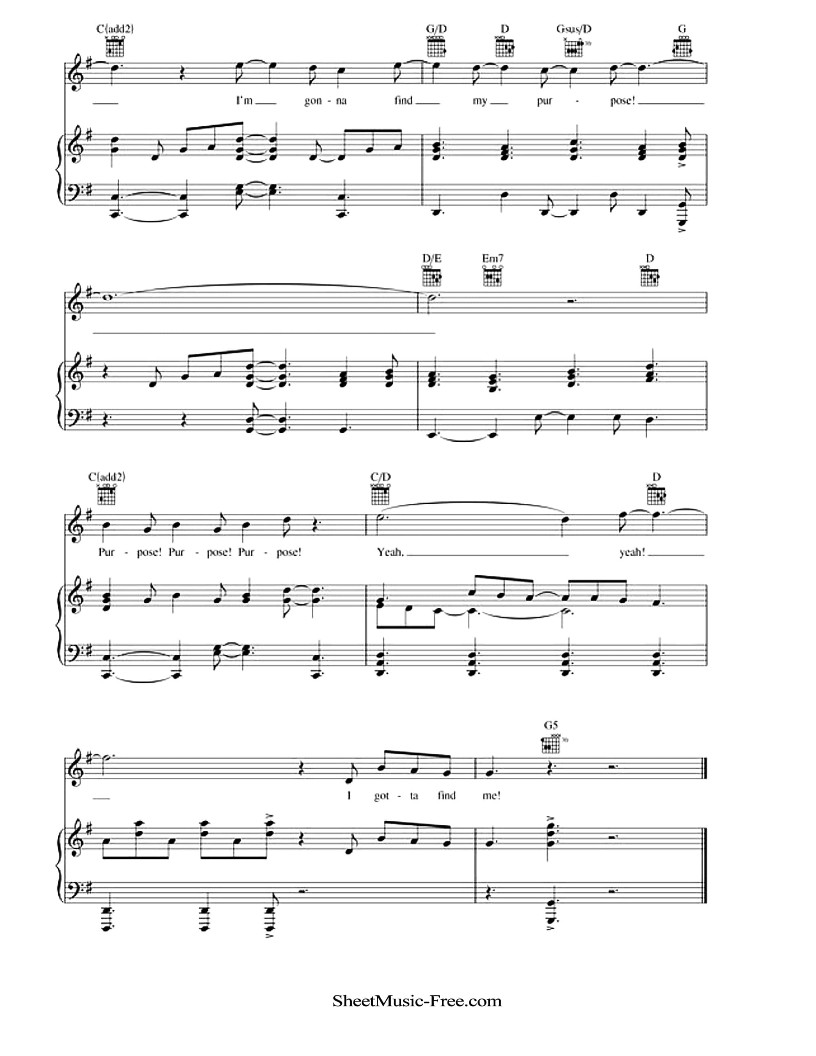 C(add2) G/D D Gsus/D G
I'm gon - na find my pur - pose!
D/E Em7 D
C(add2) C/D D
Pur - pose! Pur - pose! Pur - pose! Yeah, yeah!
G5
I got - ta find me!
SheetMusic-Free.com